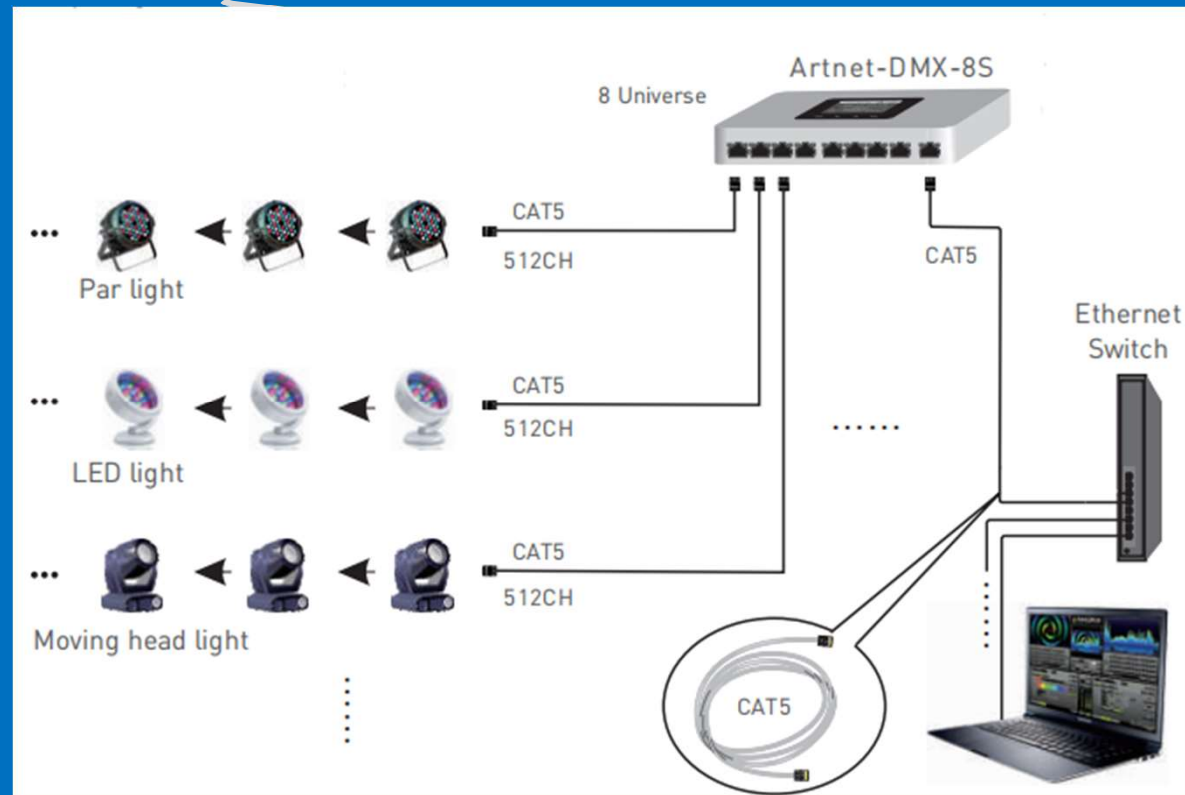 Artnet-DMX-8S
8 Universe
CAT5
512CH
Par light
CAT5
Ethernet
Switch
CAT5
512CH
LED light
CAT5
512CH
Moving head light
CAT5